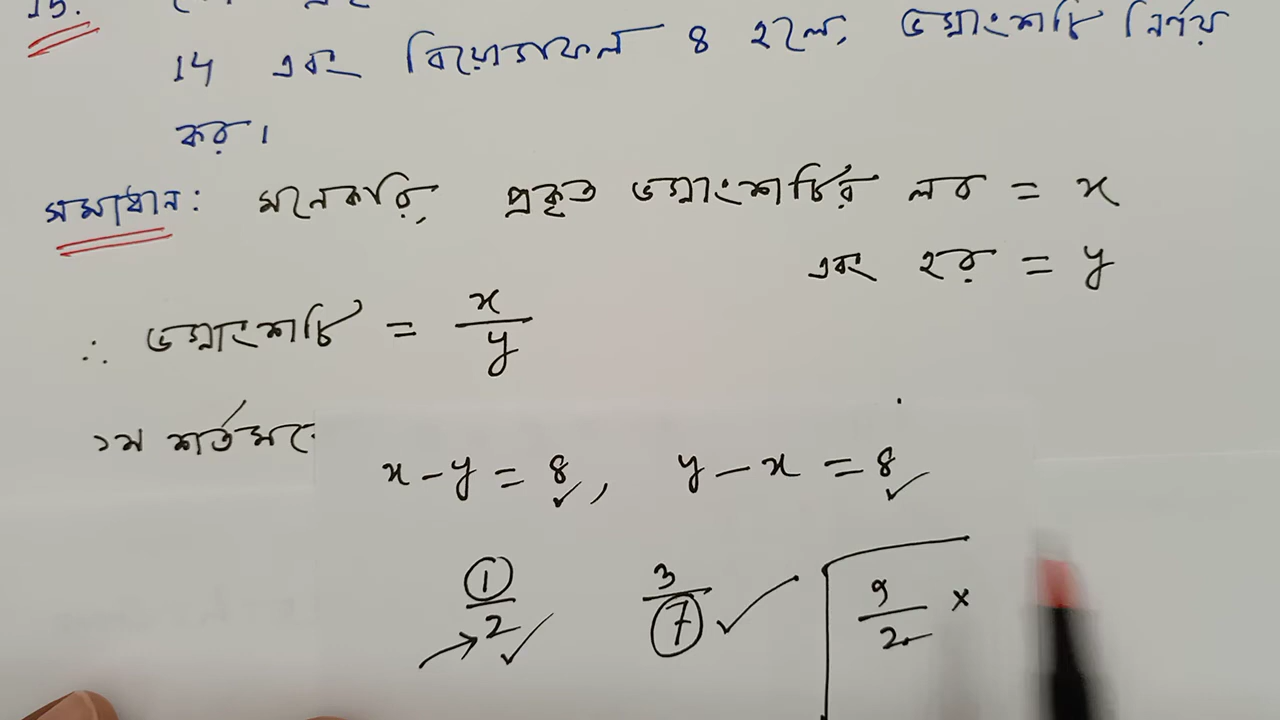 15.
14 এবং বিয়োগফল 8 হলে, ভগ্নাংশটি নির্ণয়
কর।
সমাধান: মনেকরি, প্রকৃত ভগ্নাংশটির লব = x
এবং হর = y
∴ ভগ্নাংশটি = x/y
১ম শর্তমতে
x - y = 8, y - x = 8
1/2 3/7 9/2 ×